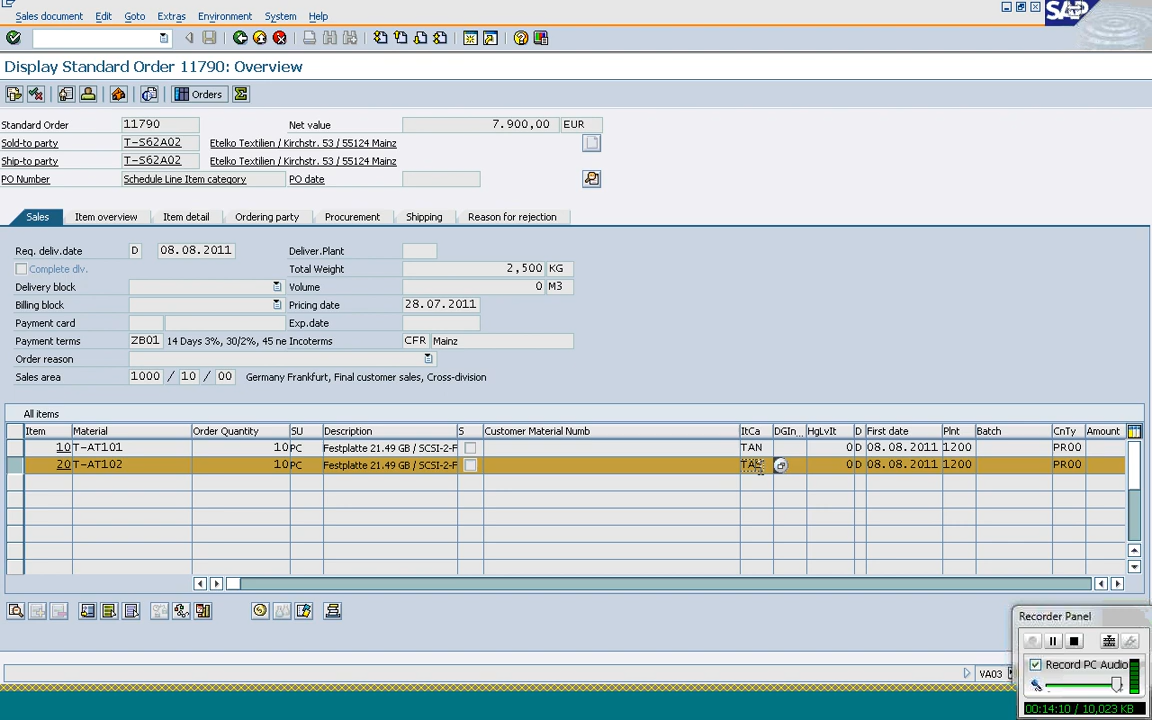 Sales document Edit Goto Extras Environment System Help
SAP
Display Standard Order 11790: Overview
Orders
Standard Order 11790 Net value 7.900,00 EUR
Sold-to party T-S62A02 Etelko Textilien / Kirchstr. 53 / 55124 Mainz
Ship-to party T-S62A02 Etelko Textilien / Kirchstr. 53 / 55124 Mainz
PO Number Schedule Line Item category PO date
Sales Item overview Item detail Ordering party Procurement Shipping Reason for rejection
Req. deliv.date D 08.08.2011 Deliver.Plant
Complete dlv. Total Weight 2,500 KG
Delivery block Volume 0 M3
Billing block Pricing date 28.07.2011
Payment card Exp.date
Payment terms ZB01 14 Days 3%, 30/2%, 45 ne Incoterms CFR Mainz
Order reason
Sales area 1000 / 10 / 00 Germany Frankfurt, Final customer sales, Cross-division
All items
Item Material Order Quantity SU Description S Customer Material Numb ItCa DGIn... HgLvIt D First date Plnt Batch CnTy Amount
10 T-AT101 10 PC Festplatte 21.49 GB / SCSI-2-F TAN 0 D 08.08.2011 1200 PR00
20 T-AT102 10 PC Festplatte 21.49 GB / SCSI-2-F 0 D 08.08.2011 1200 PR00
VA03
Recorder Panel
Record PC Audio
00:14:10 / 10,023 KB